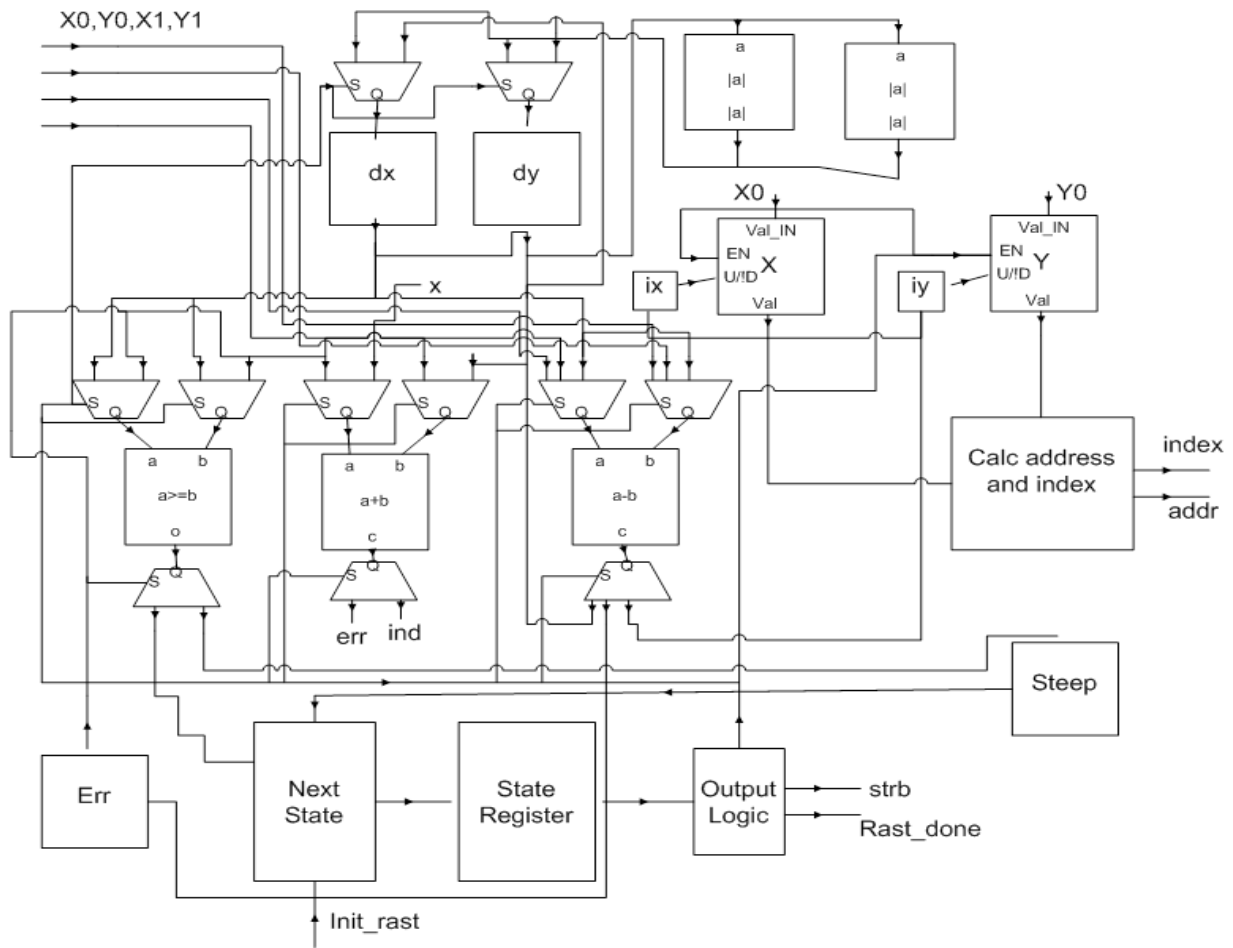 X0,Y0,X1,Y1
S
Q
S
Q
a
|a|
|a|
a
|a|
|a|
dx
dy
X0
Y0
Val_IN
EN
X
U/!D
Val
Val_IN
EN
Y
U/!D
Val
x
ix
iy
S
Q
S
Q
S
Q
S
Q
S
Q
S
Q
a b
a>=b
o
a b
a+b
c
a b
a-b
c
Calc address
and index
index
addr
S
Q
S
Q
S
Q
err
ind
Steep
Err
Next
State
State
Register
Output
Logic
strb
Rast_done
Init_rast